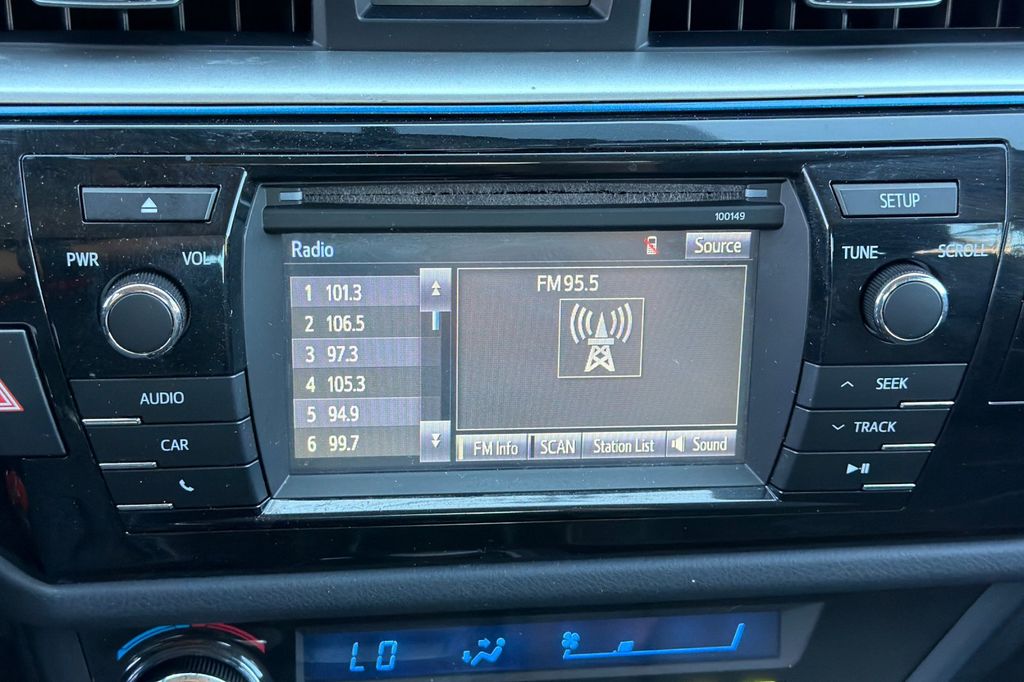 SETUP
100149
PWR VOL
TUNE SCROLL
Radio
Source
1 101.3
2 106.5
3 97.3
4 105.3
5 94.9
6 99.7
FM95.5
FM Info SCAN Station List Sound
AUDIO
CAR
SEEK
TRACK
LO